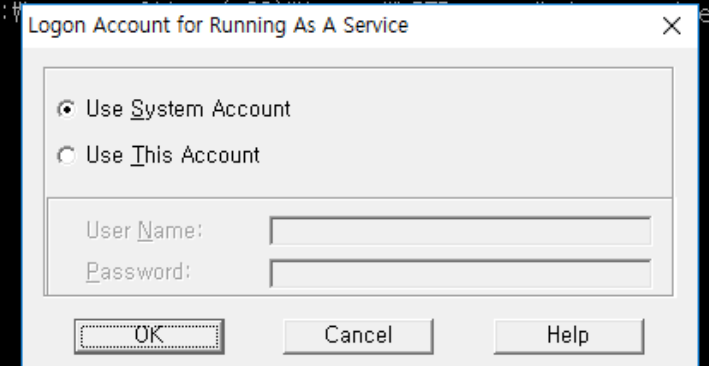 Logon Account for Running As A Service
Use System Account
Use This Account
User Name:
Password:
OK
Cancel
Help